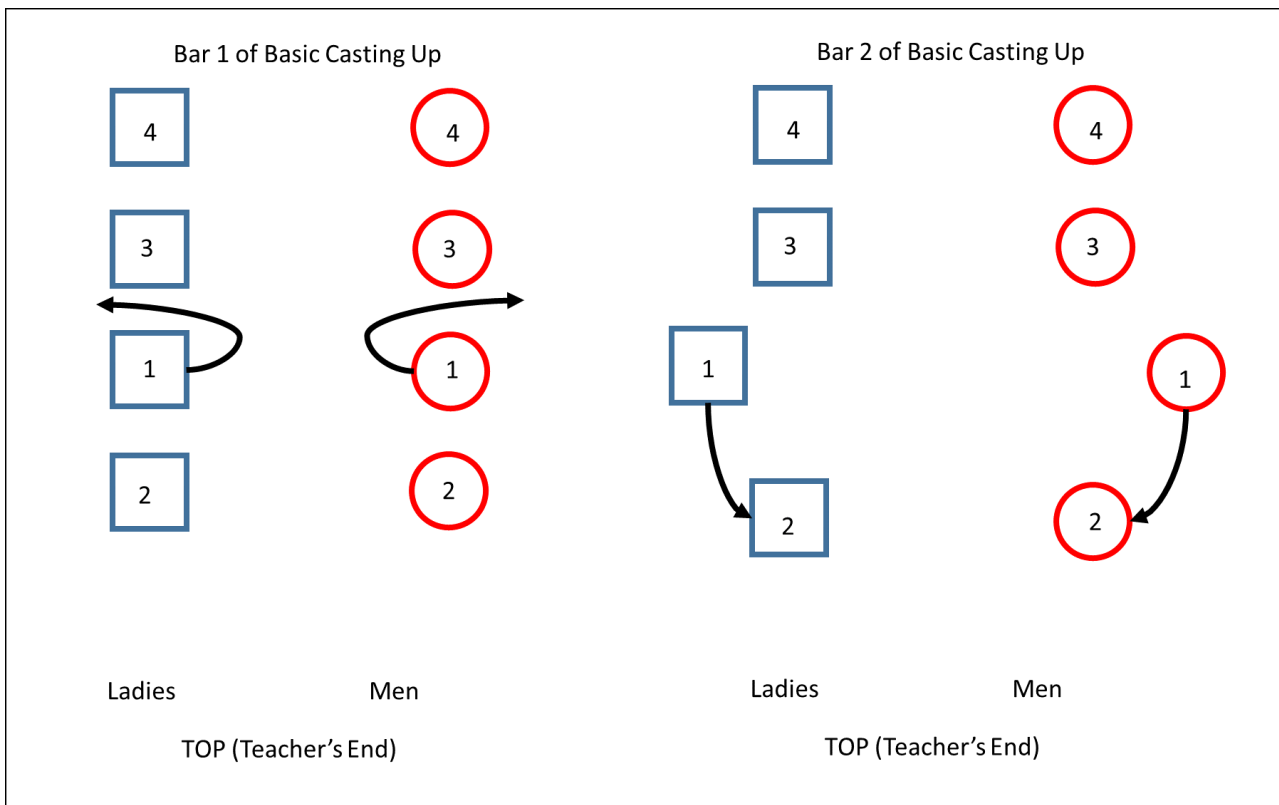 Bar 1 of Basic Casting Up
4 4
3 3
1 1
2 2
Ladies Men
TOP (Teacher’s End)
Bar 2 of Basic Casting Up
4 4
3 3
1 1
2 2
Ladies Men
TOP (Teacher’s End)